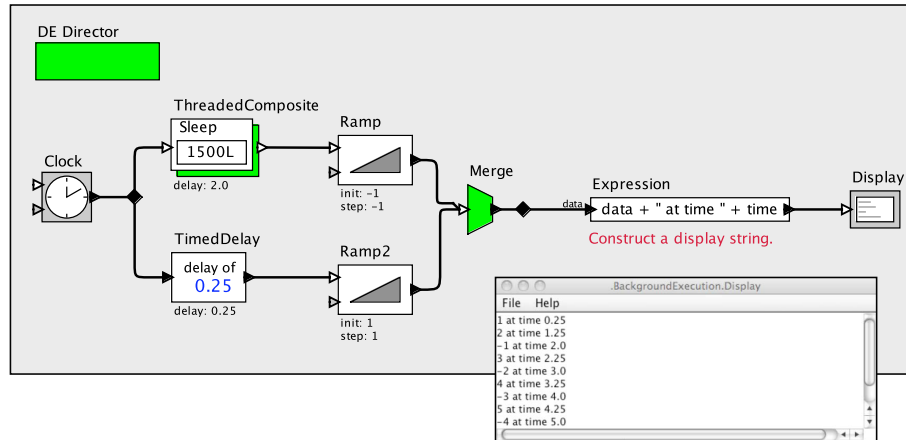 DE Director
ThreadedComposite
Sleep
1500L
delay: 2.0
Clock
Ramp
init: -1
step: -1
Merge
Expression
data
data + " at time " + time
Construct a display string.
Display
TimedDelay
delay of
0.25
delay: 0.25
Ramp2
init: 1
step: 1
.BackgroundExecution.Display
File Help
1 at time 0.25
2 at time 1.25
-1 at time 2.0
3 at time 2.25
-2 at time 3.0
4 at time 3.25
-3 at time 4.0
5 at time 4.25
-4 at time 5.0